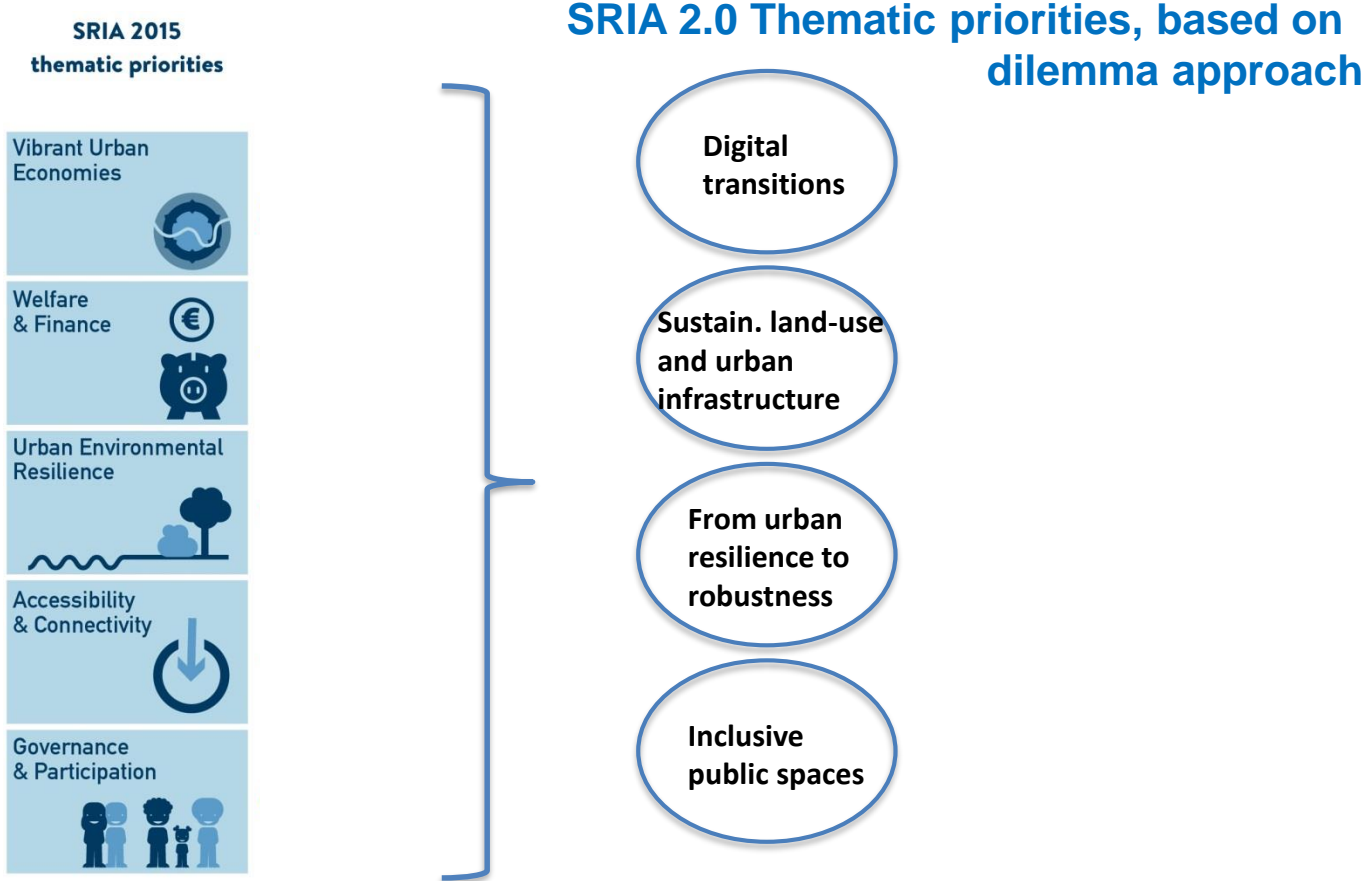 SRIA 2015
thematic priorities
Vibrant Urban
Economies
Welfare
& Finance
€
Urban Environmental
Resilience
Accessibility
& Connectivity
Governance
& Participation
SRIA 2.0 Thematic priorities, based on
dilemma approach
Digital
transitions
Sustain. land-use
and urban
infrastructure
From urban
resilience to
robustness
Inclusive
public spaces